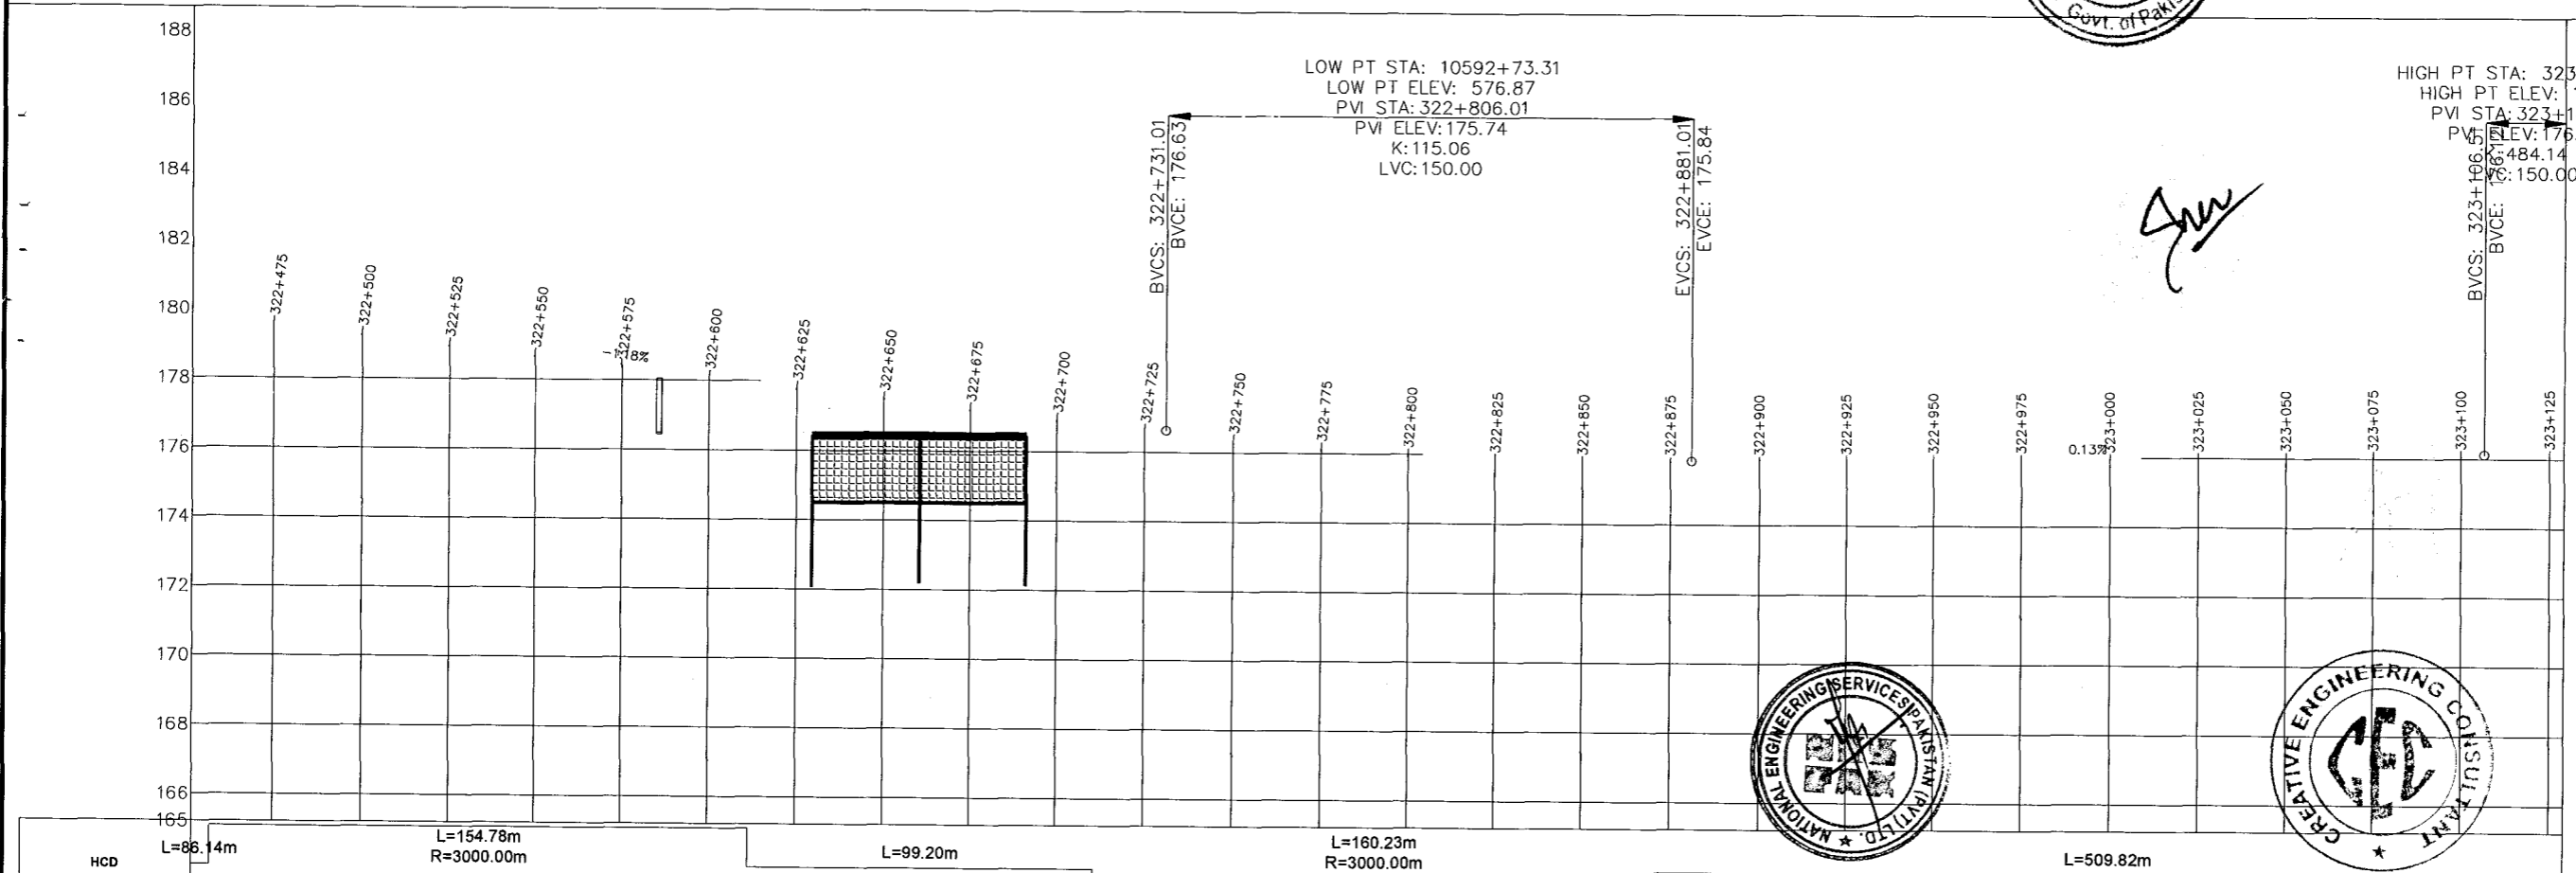 Govt. of Pakis
188
186
184
182
180
178
176
174
172
170
168
166
165
LOW PT STA: 10592+73.31
LOW PT ELEV: 576.87
PVI STA: 322+806.01
PVI ELEV: 175.74
K: 115.06
LVC: 150.00
BVCS: 322+731.01
BVCE: 176.63
EVCS: 322+881.01
EVCE: 175.84
HIGH PT STA: 323
HIGH PT ELEV:
PVI STA: 323+1
PVI ELEV: 176
484.14
LVC: 150.00
BVCS: 323+106.51
BVCE: 176.12
322+475
322+500
322+525
322+550
322+575
-1.18%
322+600
322+625
322+650
322+675
322+700
322+725
322+750
322+775
322+800
322+825
322+850
322+875
322+900
322+925
322+950
322+975
0.13%
323+000
323+025
323+050
323+075
323+100
323+125
NATIONAL ENGINEERING SERVICES PAKISTAN (PVT) LTD. ★
CREATIVE ENGINEERING CONSULTANT ★
CEC
HCD
L=86.14m
L=154.78m
R=3000.00m
L=99.20m
L=160.23m
R=3000.00m
L=509.82m